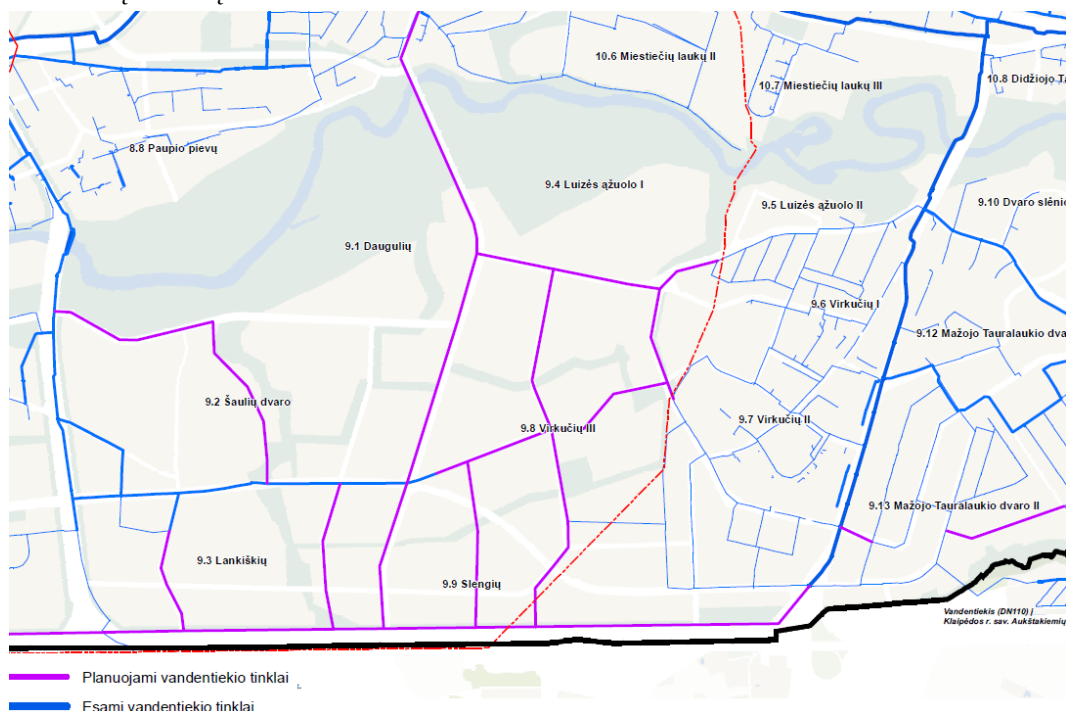 10.6 Miestiečių laukų II
10.7 Miestiečių laukų III
10.8 Didžiojo
8.8 Paupio pievų
9.4 Luizės ąžuolo I
9.5 Luizės ąžuolo II
9.10 Dvaro slėnio
9.1 Daugulių
9.6 Virkučių I
9.12 Mažojo Tauralaukio
9.2 Šaulių dvaro
9.8 Virkučių III
9.7 Virkučių II
9.13 Mažojo Tauralaukio dvaro II
9.3 Lankiškių
9.9 Slengių
Vandentiekis (DN110) į
Klaipėdos r. sav. Aukštakiemių
Planuojami vandentiekio tinklai
Esami vandentiekio tinklai